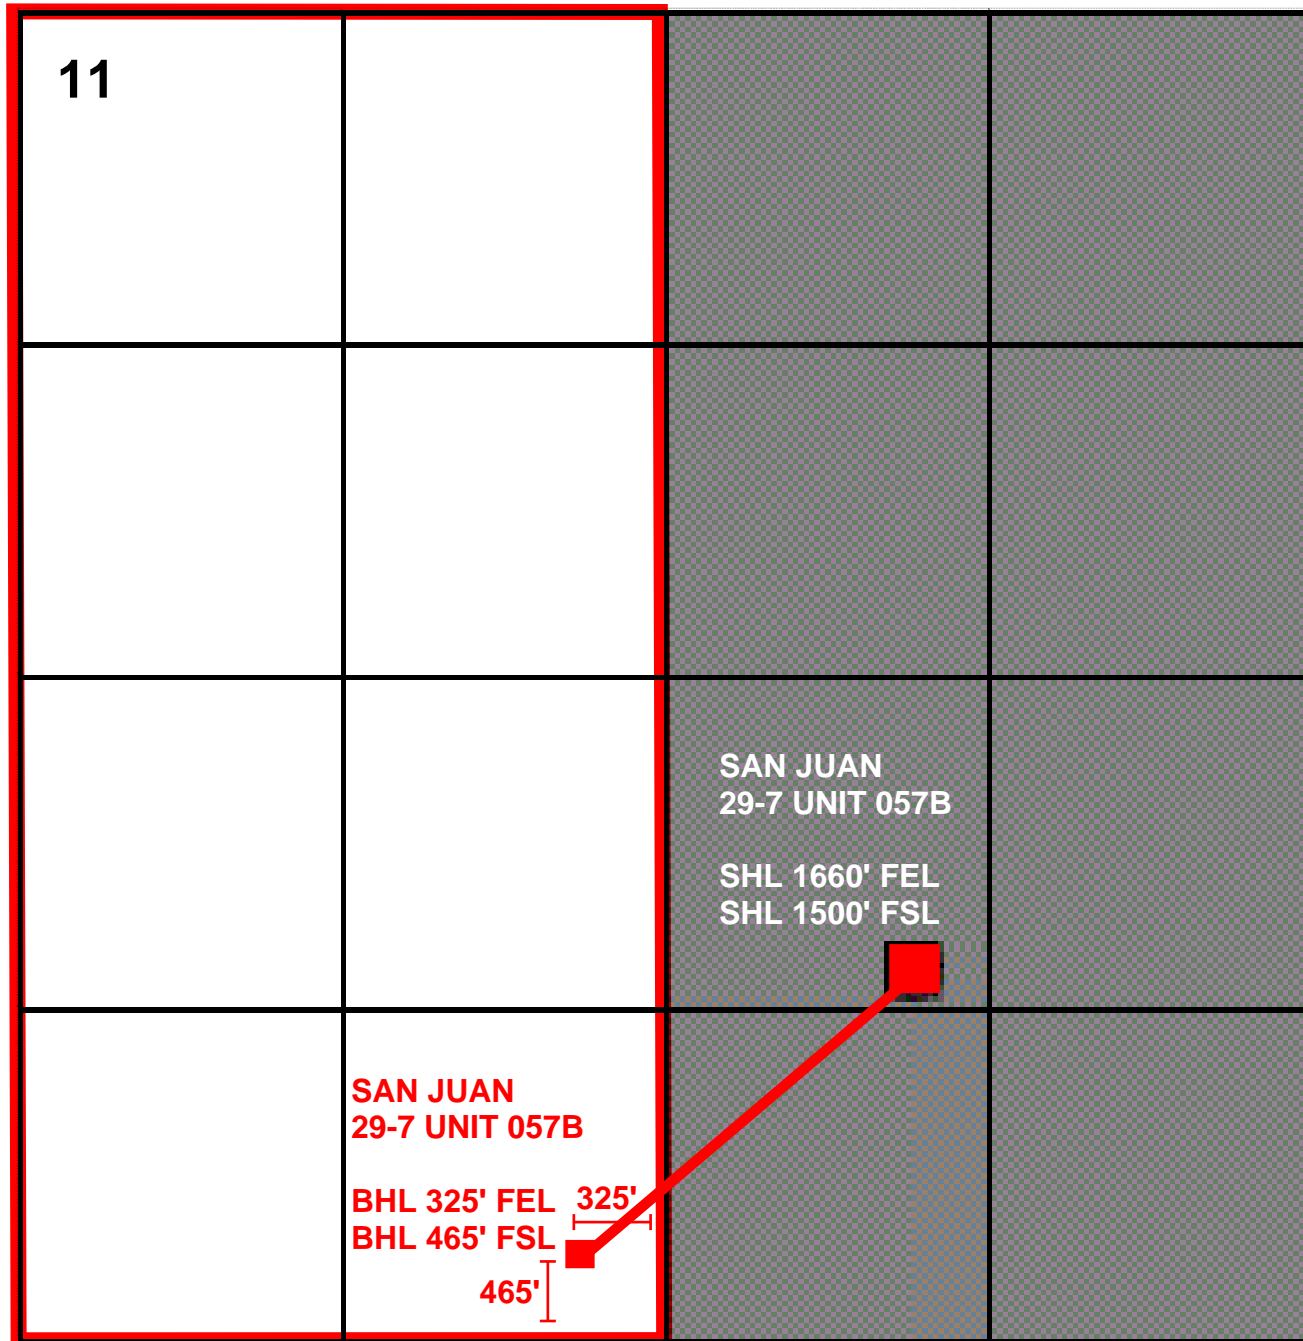 11
SAN JUAN
29-7 UNIT 057B
SHL 1660' FEL
SHL 1500' FSL
SAN JUAN
29-7 UNIT 057B
BHL 325' FEL
BHL 465' FSL
325'
465'